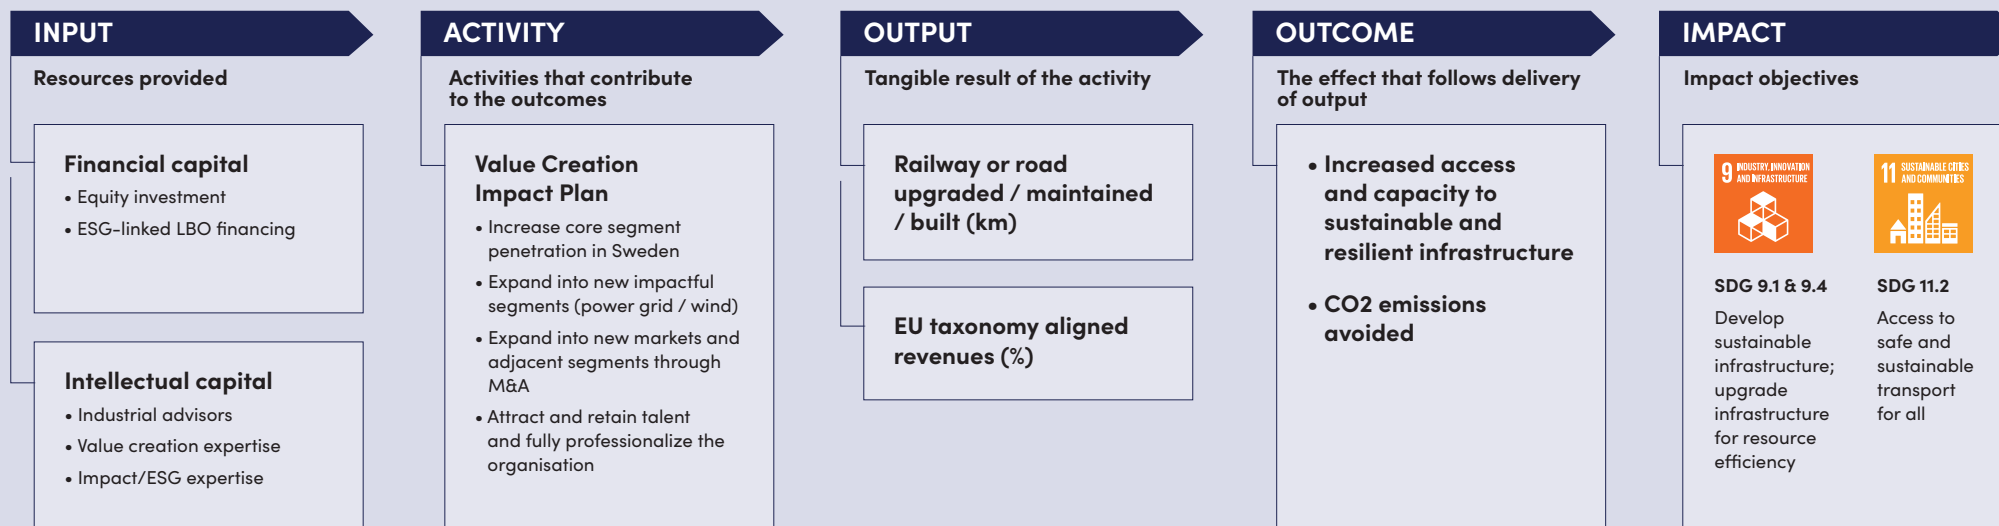 INPUT
Resources provided
Financial capital
• Equity investment
• ESG-linked LBO financing
Intellectual capital
• Industrial advisors
• Value creation expertise
• Impact/ESG expertise
ACTIVITY
Activities that contribute
to the outcomes
Value Creation
Impact Plan
• Increase core segment
penetration in Sweden
• Expand into new impactful
segments (power grid / wind)
• Expand into new markets and
adjacent segments through
M&A
• Attract and retain talent
and fully professionalize the
organisation
OUTPUT
Tangible result of the activity
Railway or road
upgraded / maintained
/ built (km)
EU taxonomy aligned
revenues (%)
OUTCOME
The effect that follows delivery
of output
• Increased access
and capacity to
sustainable and
resilient infrastructure
• CO2 emissions
avoided
IMPACT
Impact objectives
9 INDUSTRY, INNOVATION
AND INFRASTRUCTURE
SDG 9.1 & 9.4
Develop
sustainable
infrastructure;
upgrade
infrastructure
for resource
efficiency
11 SUSTAINABLE CITIES
AND COMMUNITIES
SDG 11.2
Access to
safe and
sustainable
transport
for all